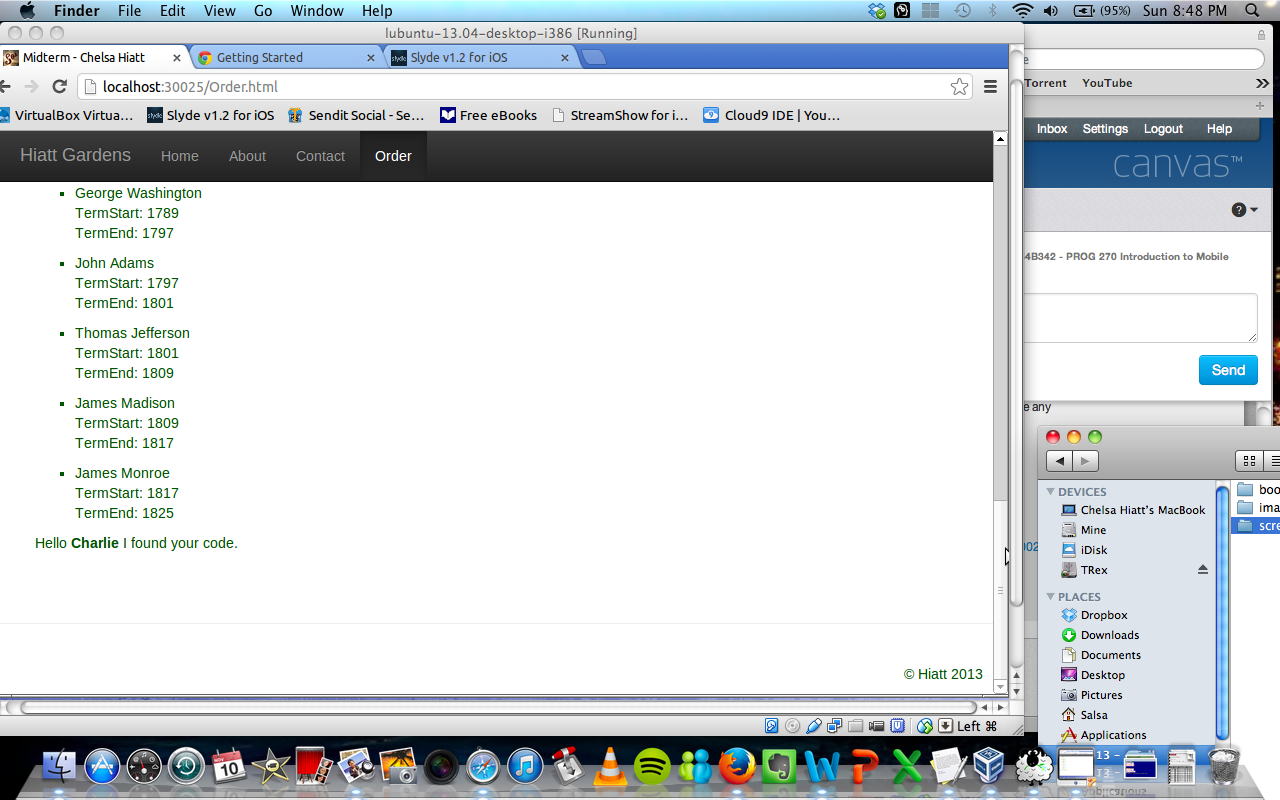 Finder File Edit View Go Window Help (95%) Sun 8:48 PM
lubuntu-13.04-desktop-i386 [Running]
Midterm - Chelsa Hiatt Getting Started Slyde v1.2 for iOS
localhost:30025/Order.html
VirtualBox Virtua... Slyde v1.2 for iOS Sendit Social - Se... Free eBooks StreamShow for i... Cloud9 IDE | You...
Hiatt Gardens Home About Contact Order
George Washington
TermStart: 1789
TermEnd: 1797
John Adams
TermStart: 1797
TermEnd: 1801
Thomas Jefferson
TermStart: 1801
TermEnd: 1809
James Madison
TermStart: 1809
TermEnd: 1817
James Monroe
TermStart: 1817
TermEnd: 1825
Hello Charlie I found your code.
© Hiatt 2013
Left ⌘
Torrent YouTube
Inbox Settings Logout Help
canvas™
4B342 - PROG 270 Introduction to Mobile
Send
e any
DEVICES
Chelsa Hiatt's MacBook
Mine
iDisk
TRex
PLACES
Dropbox
Downloads
Documents
Desktop
Pictures
Salsa
Applications
boo
ima
scre
NOV
10